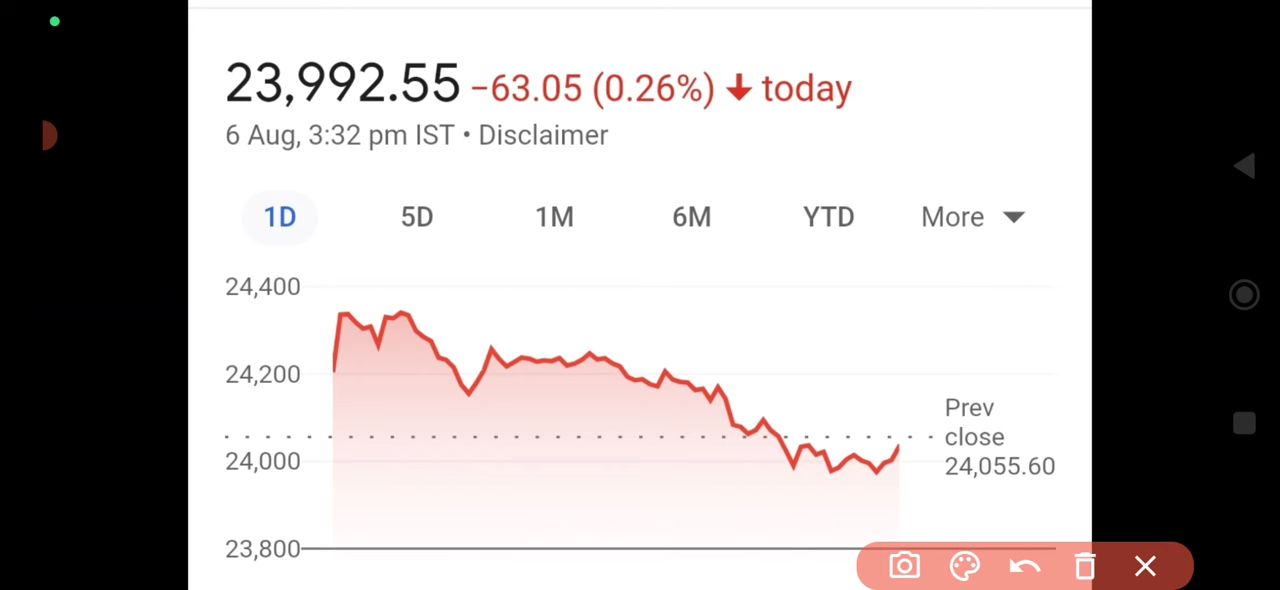 23,992.55 −63.05 (0.26%) ↓ today
6 Aug, 3:32 pm IST • Disclaimer
1D 5D 1M 6M YTD More
24,400
24,200
24,000
23,800
Prev
close
24,055.60